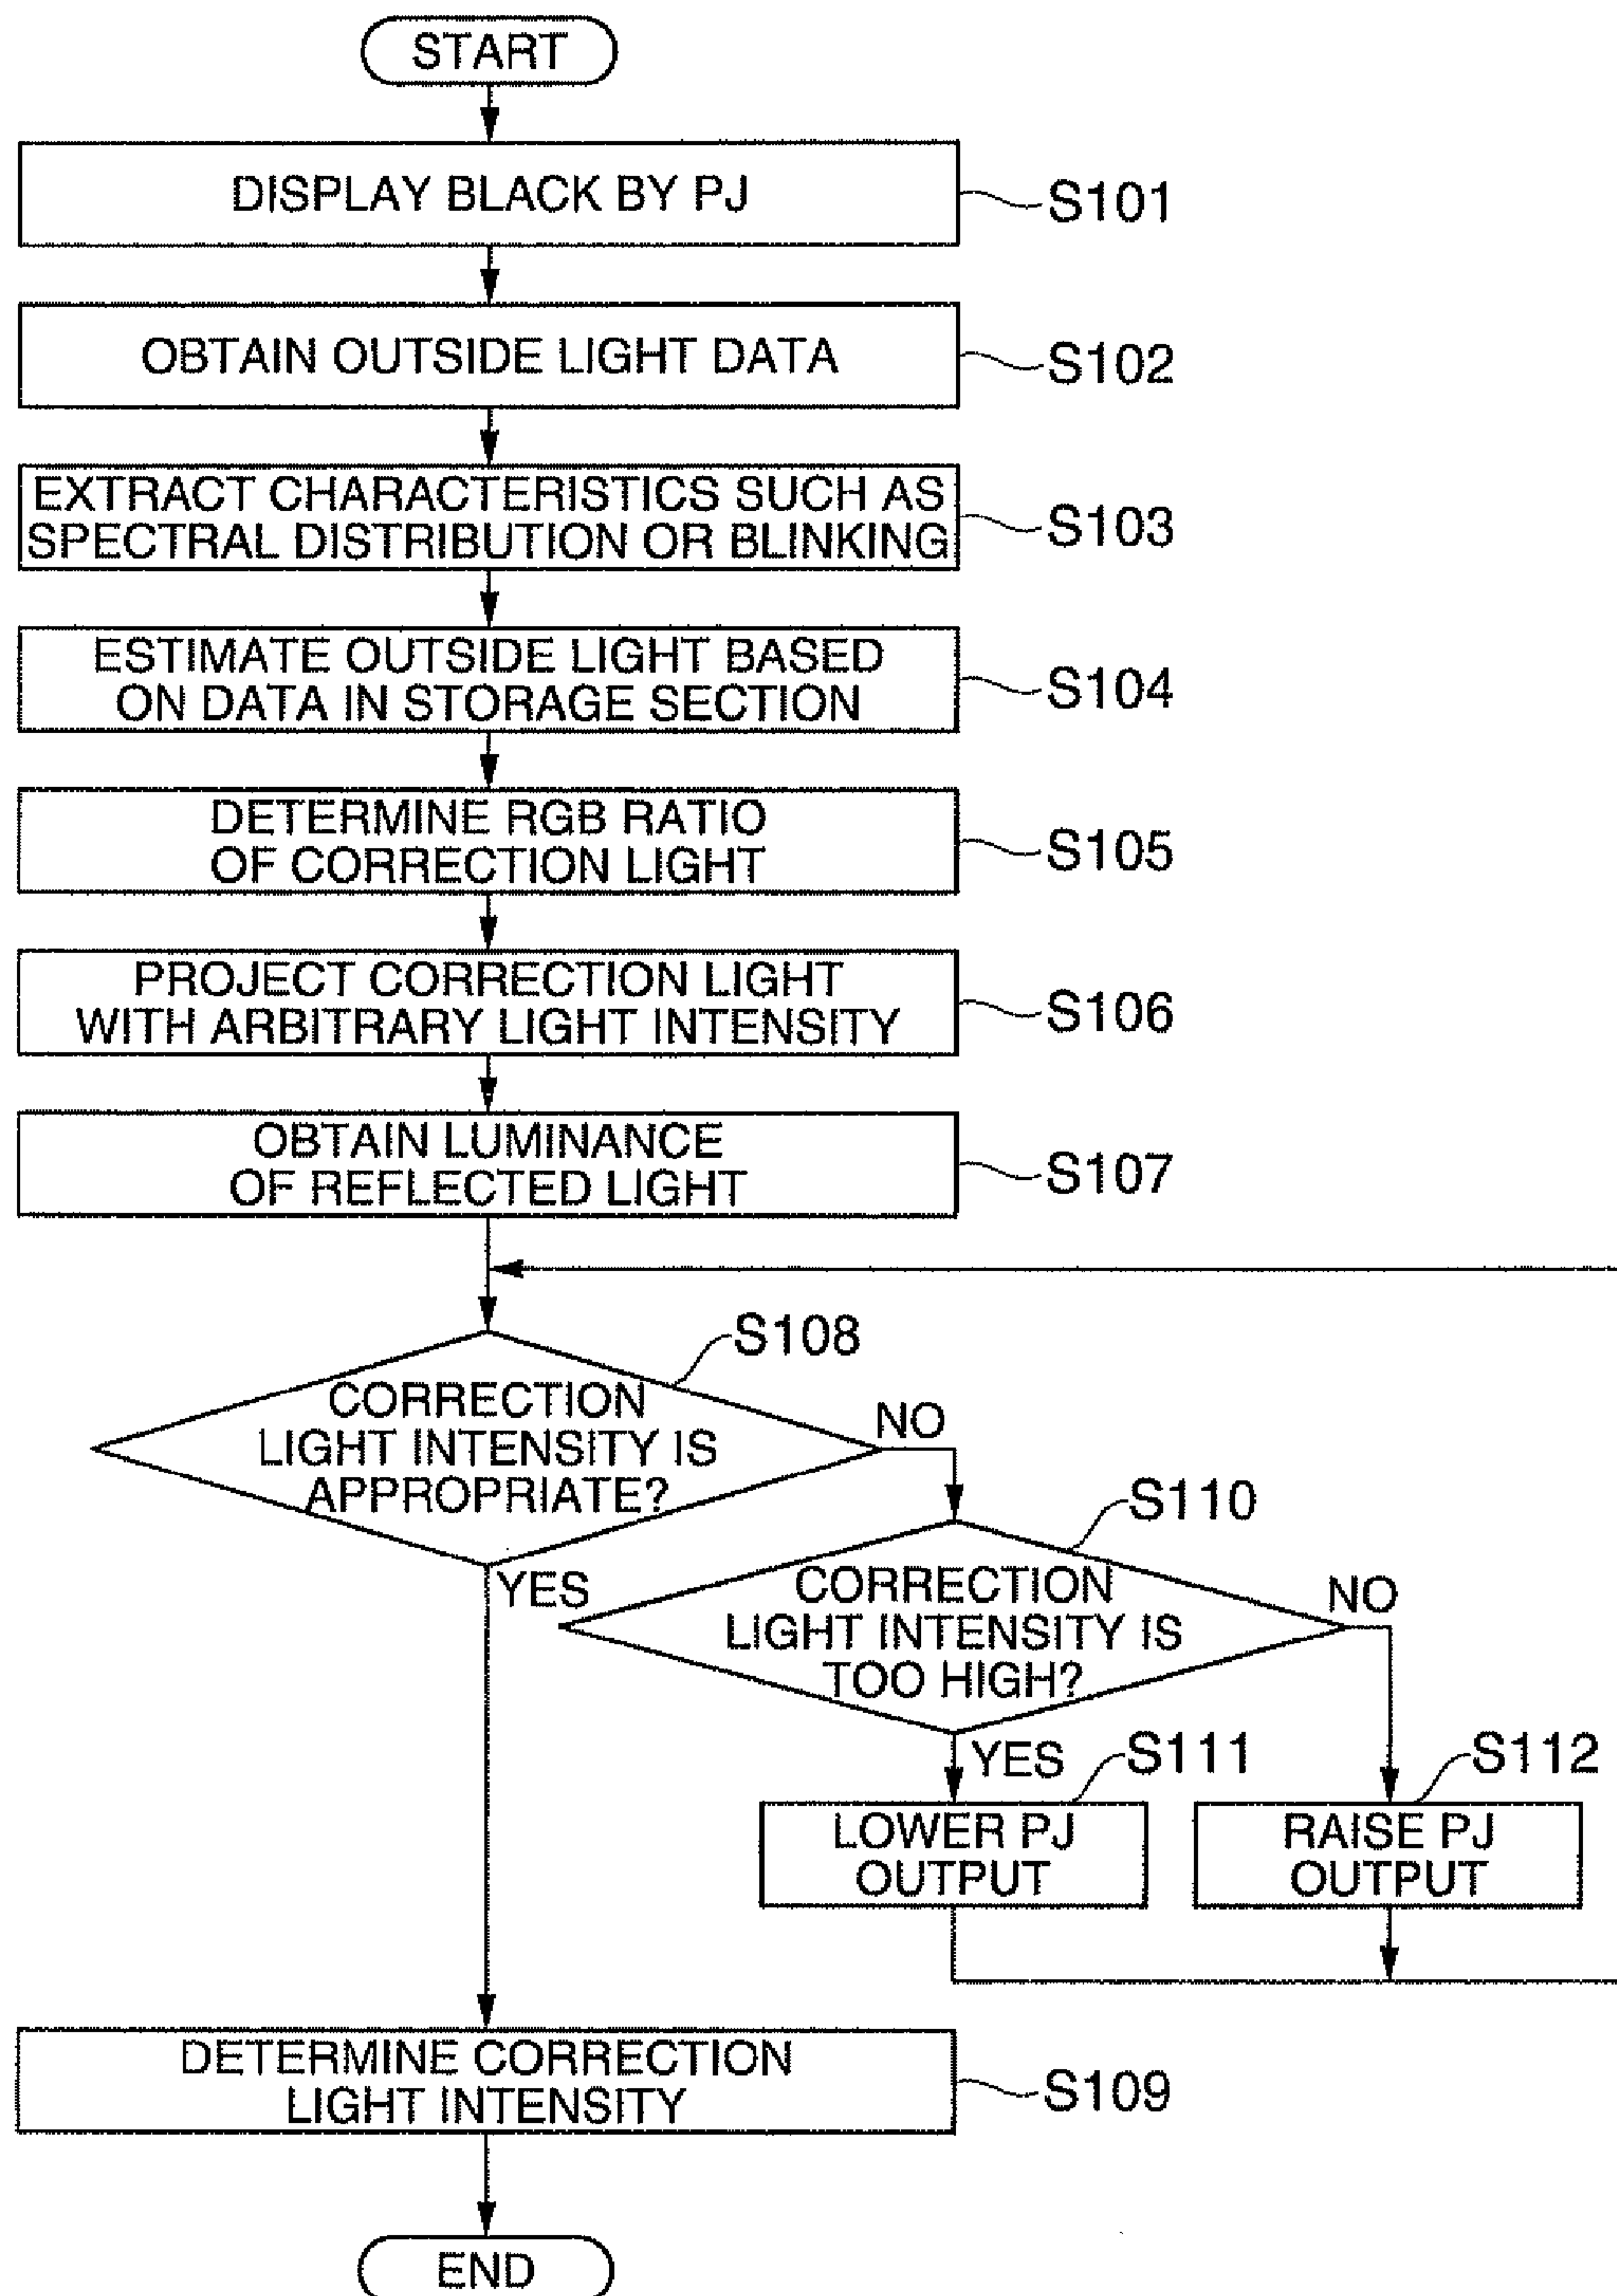 START
DISPLAY BLACK BY PJ
S101
OBTAIN OUTSIDE LIGHT DATA
S102
EXTRACT CHARACTERISTICS SUCH AS
SPECTRAL DISTRIBUTION OR BLINKING
S103
ESTIMATE OUTSIDE LIGHT BASED
ON DATA IN STORAGE SECTION
S104
DETERMINE RGB RATIO
OF CORRECTION LIGHT
S105
PROJECT CORRECTION LIGHT
WITH ARBITRARY LIGHT INTENSITY
S106
OBTAIN LUMINANCE
OF REFLECTED LIGHT
S107
S108
CORRECTION
LIGHT INTENSITY IS
APPROPRIATE?
NO
YES
S110
CORRECTION
LIGHT INTENSITY IS
TOO HIGH?
NO
YES
S111
LOWER PJ
OUTPUT
S112
RAISE PJ
OUTPUT
DETERMINE CORRECTION
LIGHT INTENSITY
S109
END